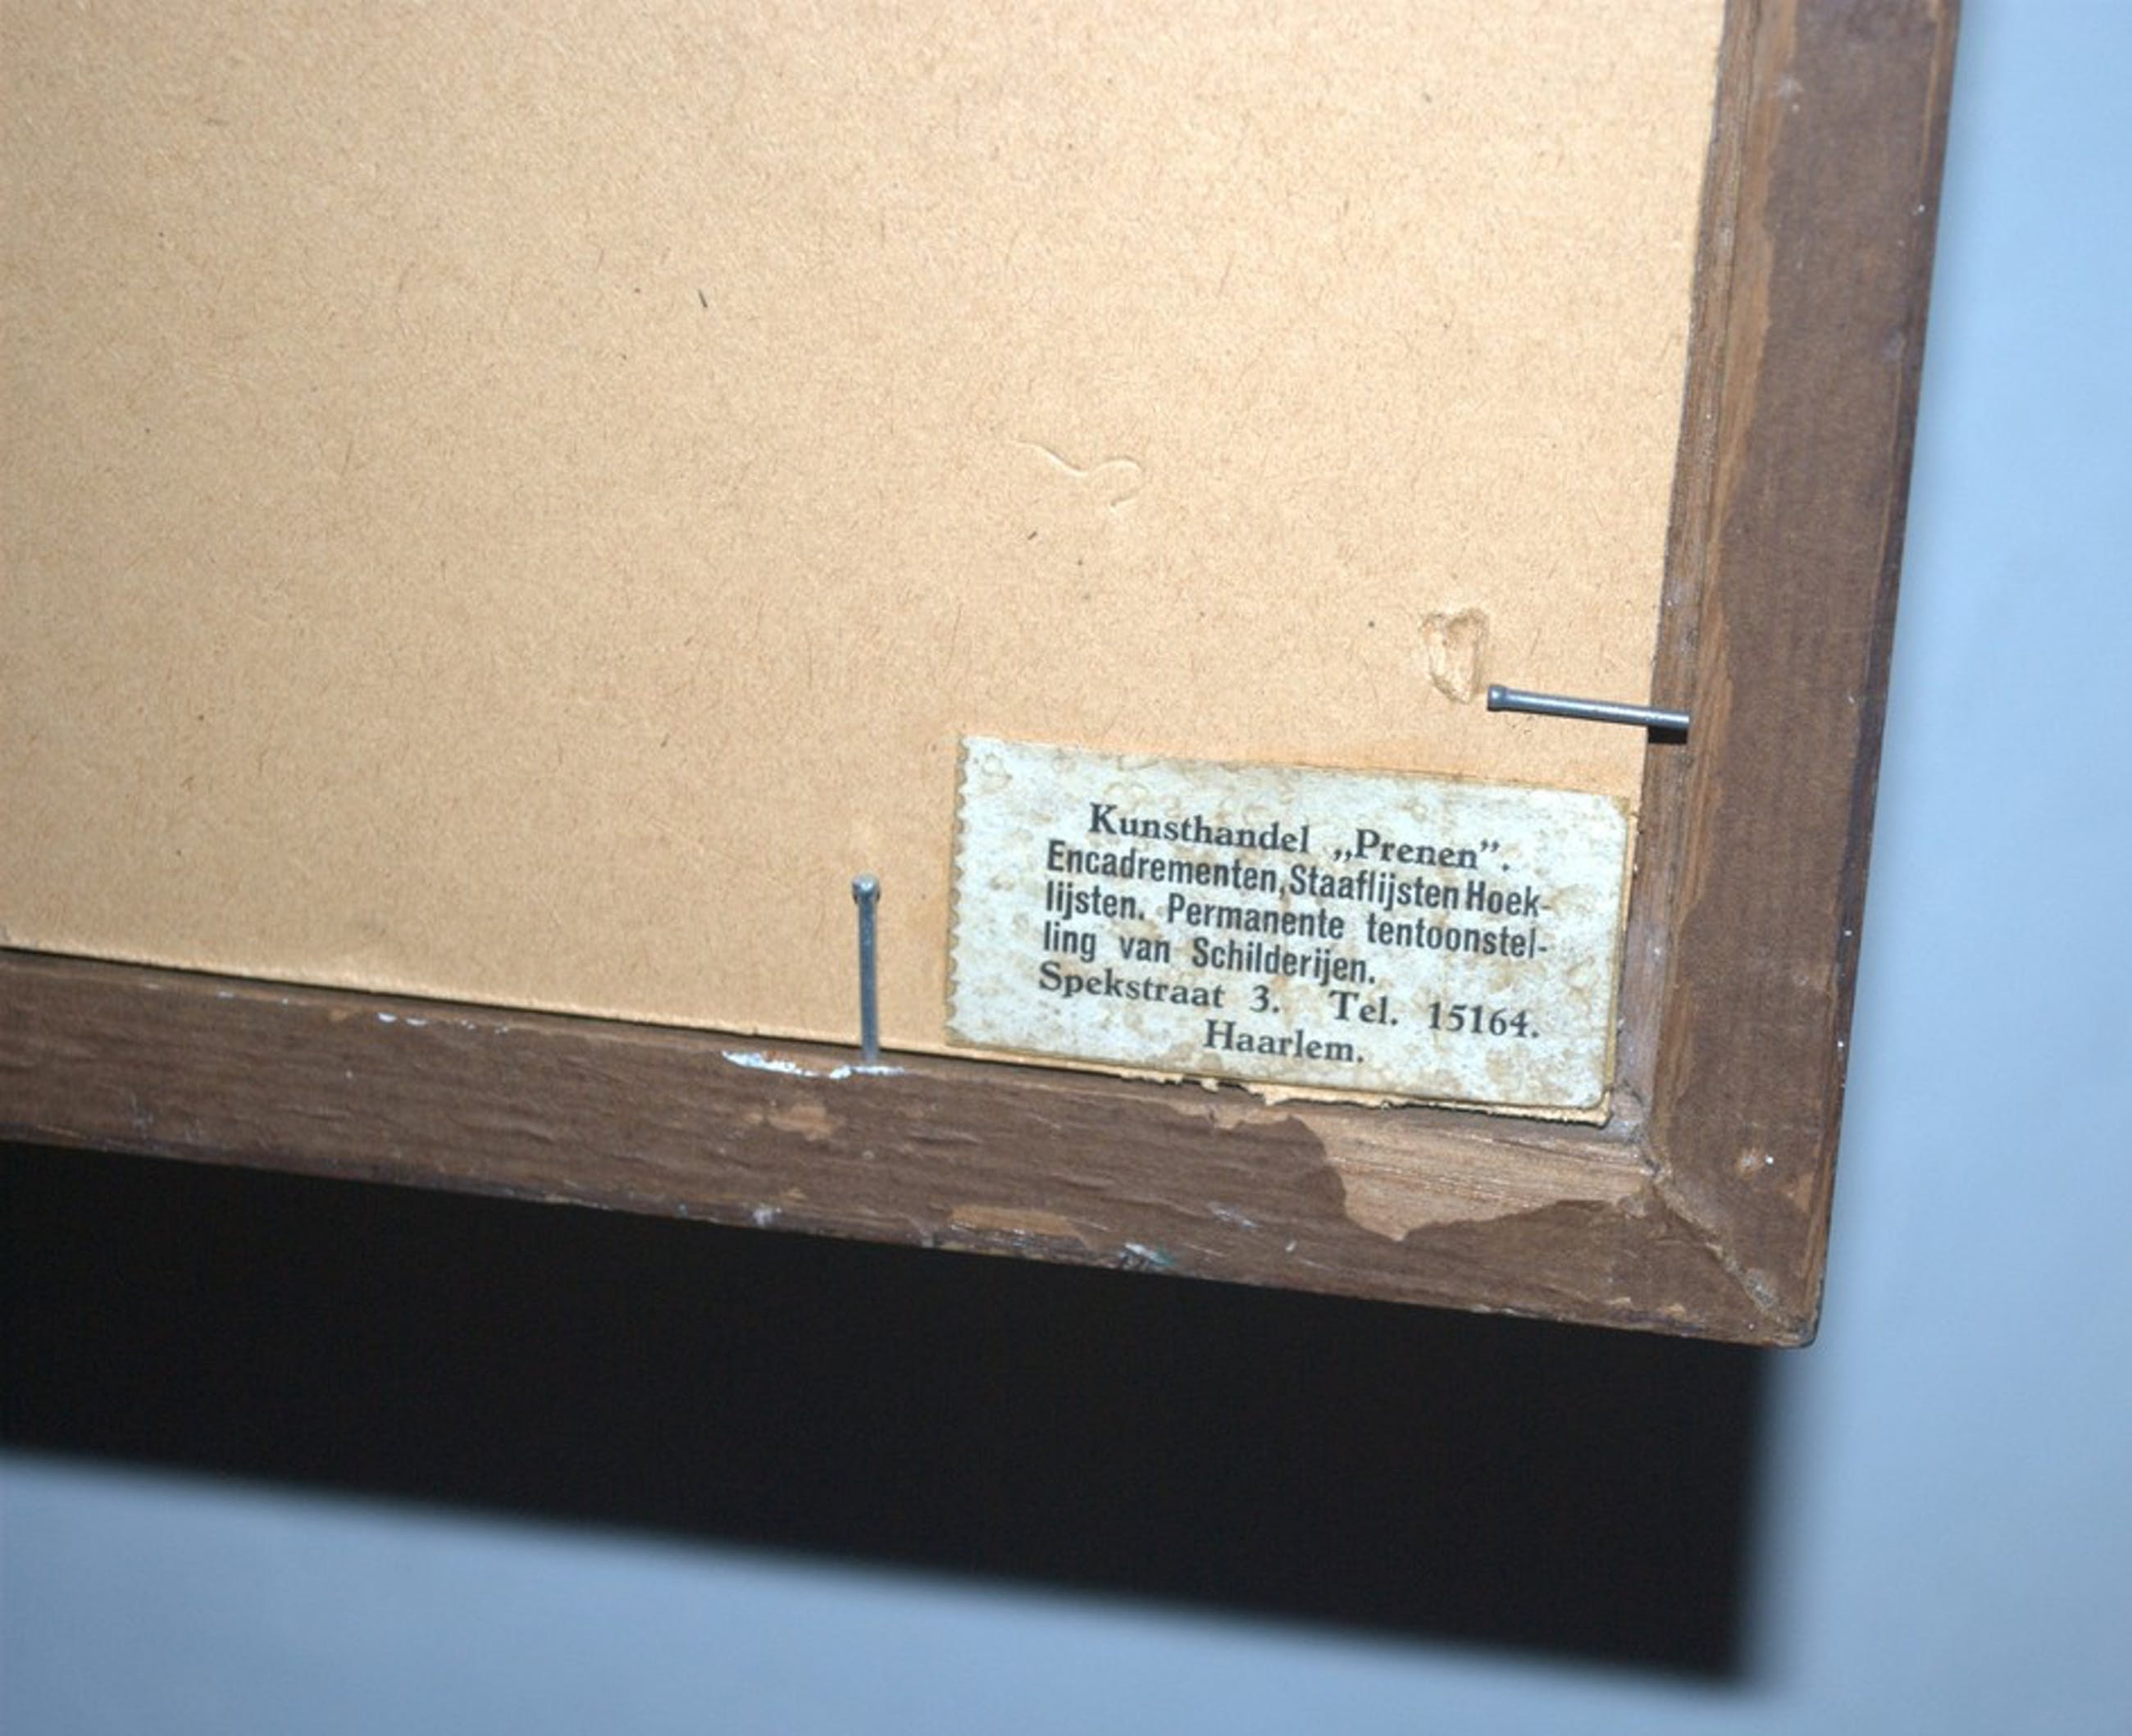 Kunsthandel „Prenen”.
Encadrementen, Staaflijsten Hoek-
lijsten. Permanente tentoonstel-
ling van Schilderijen.
Spekstraat 3. Tel. 15164.
Haarlem.